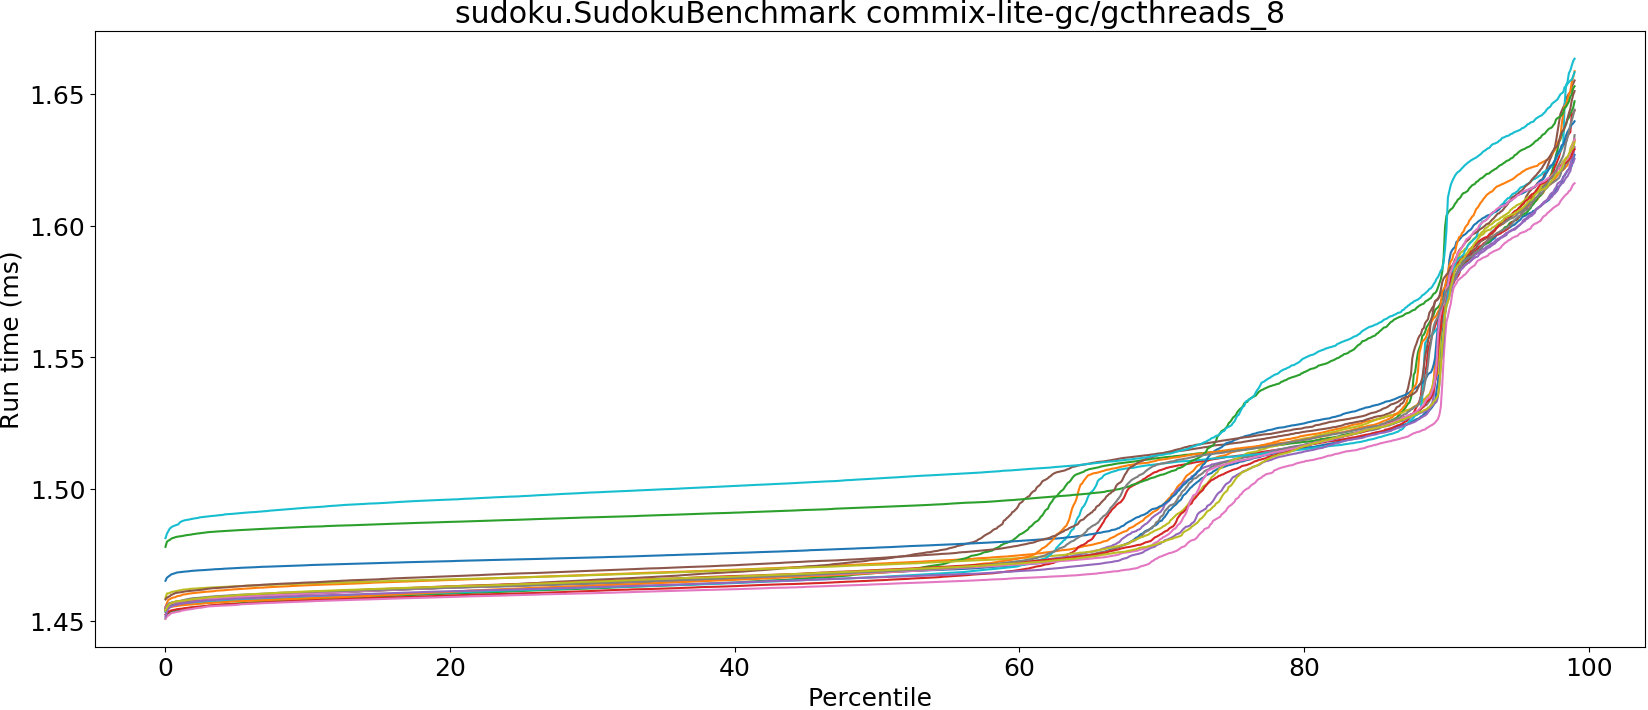 sudoku.SudokuBenchmark commix-lite-gc/gcthreads_8
Run time (ms)
1.65
1.60
1.55
1.50
1.45
0 20 40 60 80 100
Percentile